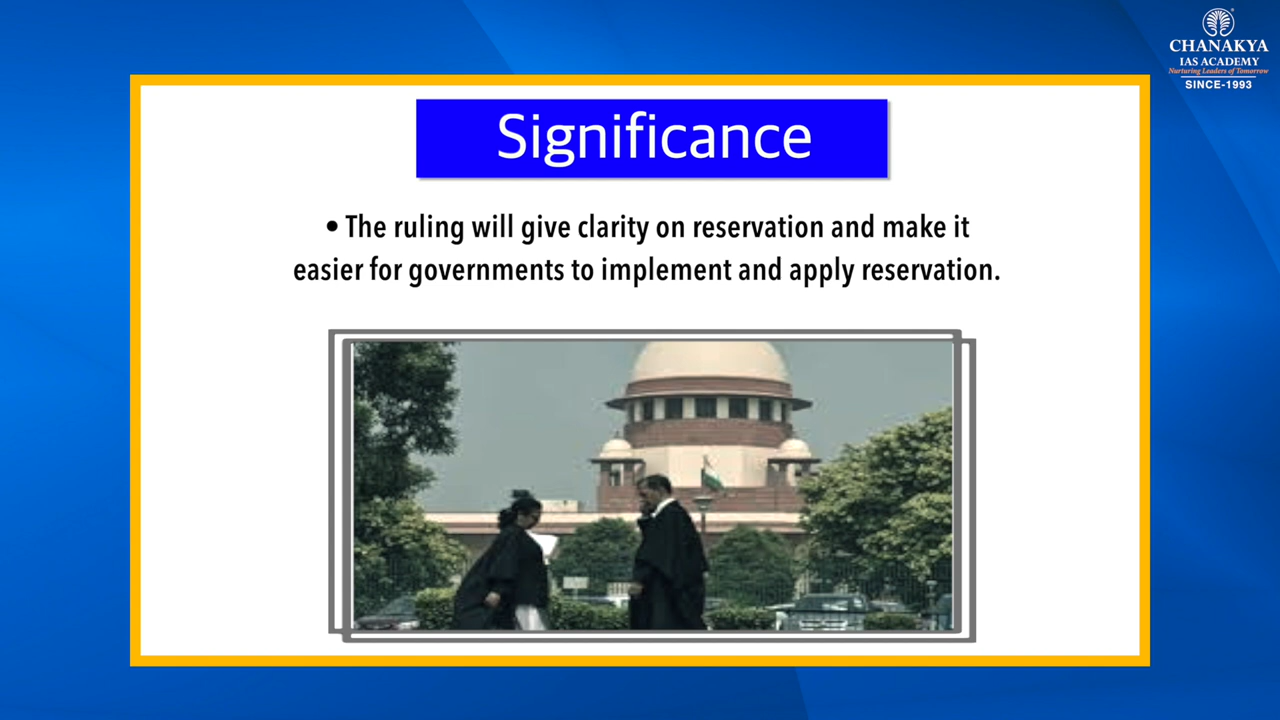 CHANAKYA
IAS ACADEMY
Nurturing Leaders of Tomorrow
SINCE-1993
Significance
• The ruling will give clarity on reservation and make it
easier for governments to implement and apply reservation.